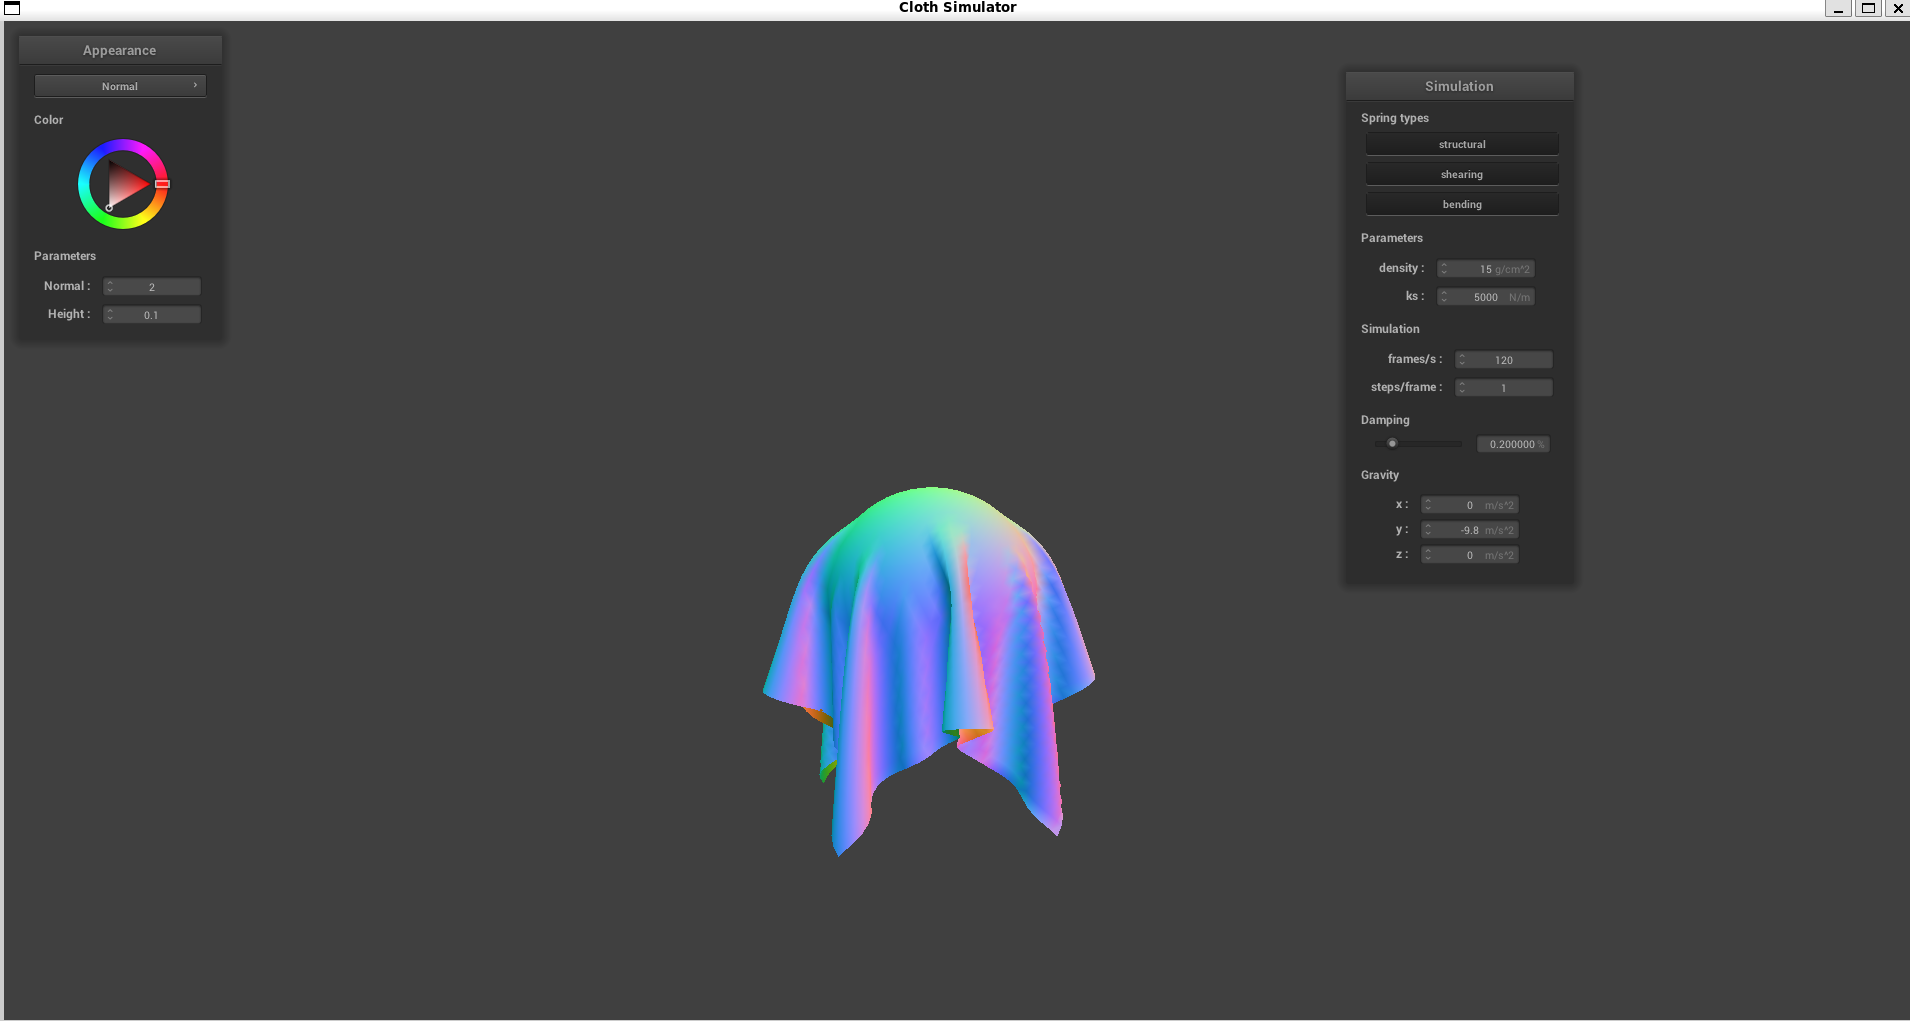 Cloth Simulator
Appearance
Normal
Color
Parameters
Normal : 2
Height : 0.1
Simulation
Spring types
structural
shearing
bending
Parameters
density : 15 g/cm^2
ks : 5000 N/m
Simulation
frames/s : 120
steps/frame : 1
Damping
0.200000 %
Gravity
x : 0 m/s^2
y : -9.8 m/s^2
z : 0 m/s^2